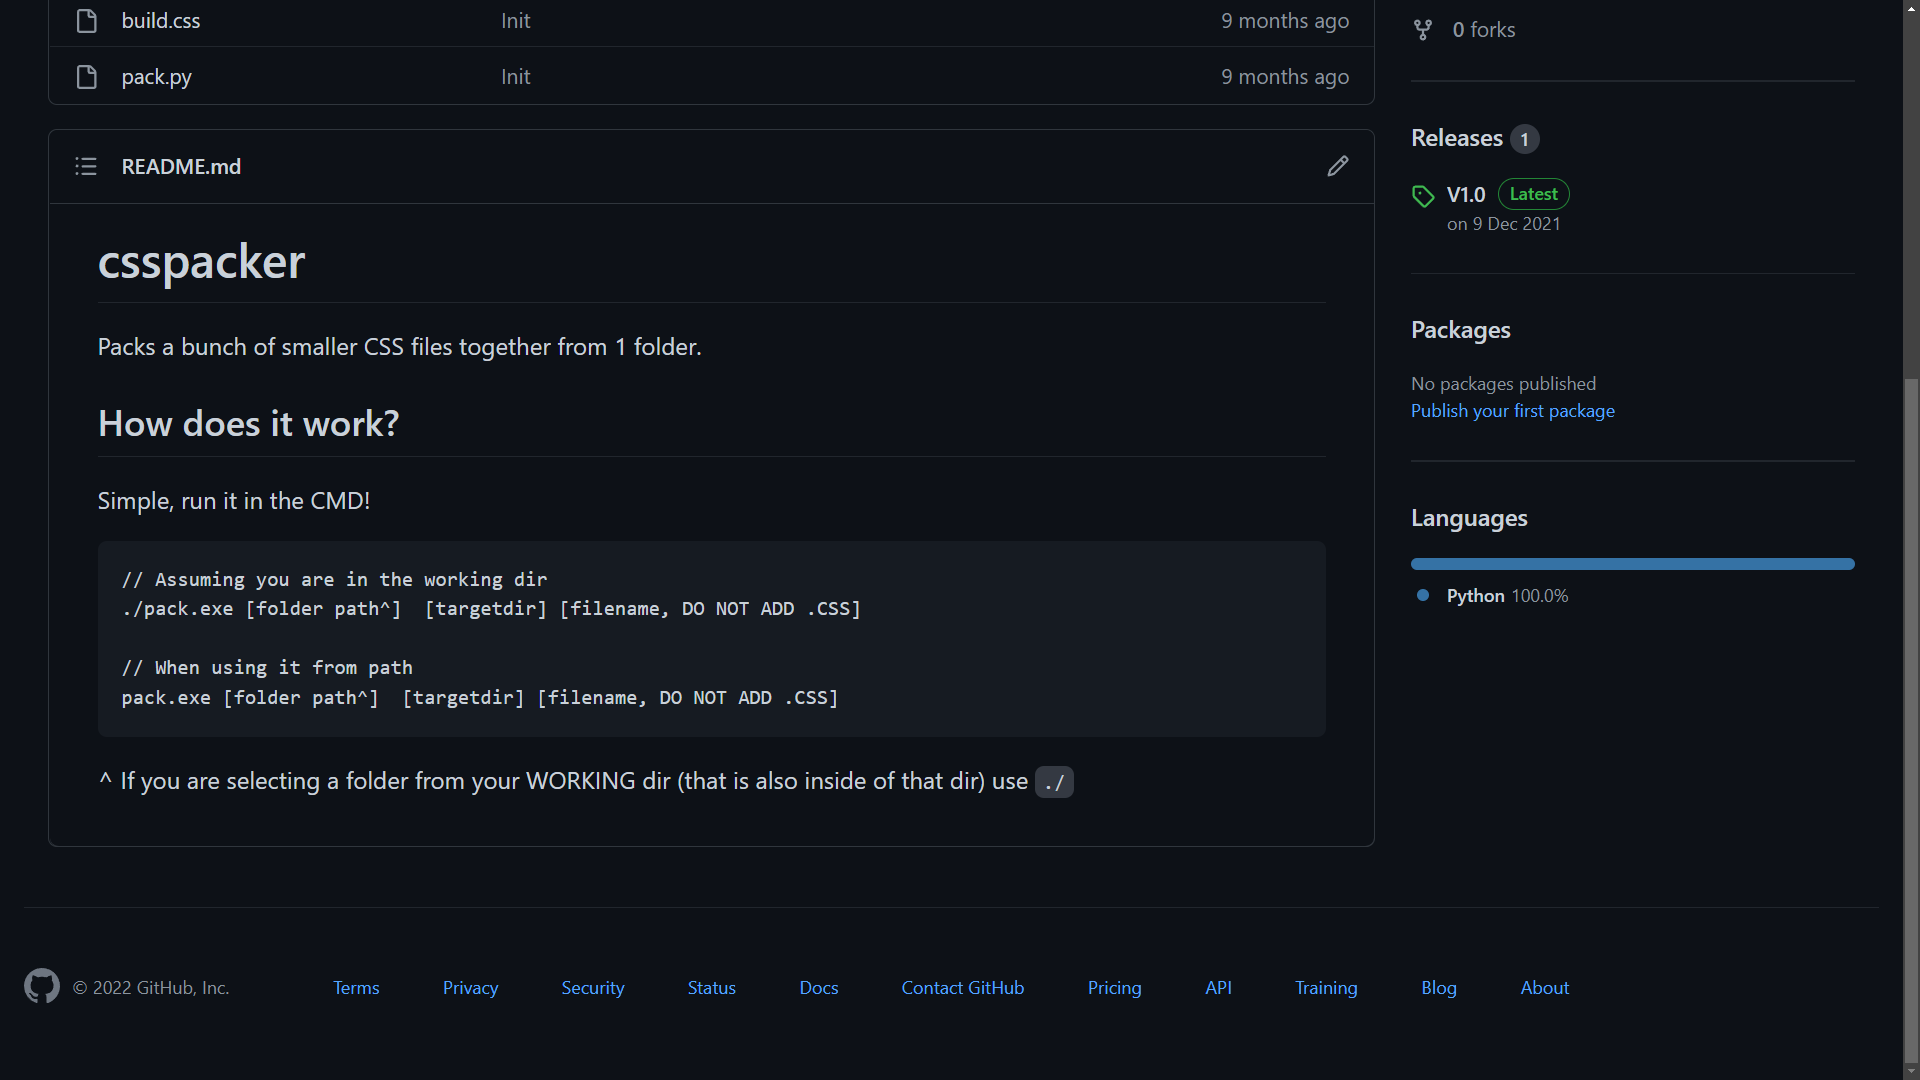 build.css Init 9 months ago
pack.py Init 9 months ago
README.md
csspacker
Packs a bunch of smaller CSS files together from 1 folder.
How does it work?
Simple, run it in the CMD!
// Assuming you are in the working dir
./pack.exe [folder path^]  [targetdir] [filename, DO NOT ADD .CSS]
// When using it from path
pack.exe [folder path^]  [targetdir] [filename, DO NOT ADD .CSS]
^ If you are selecting a folder from your WORKING dir (that is also inside of that dir) use ./
0 forks
Releases 1
V1.0 Latest
on 9 Dec 2021
Packages
No packages published
Publish your first package
Languages
Python 100.0%
© 2022 GitHub, Inc. Terms Privacy Security Status Docs Contact GitHub Pricing API Training Blog About